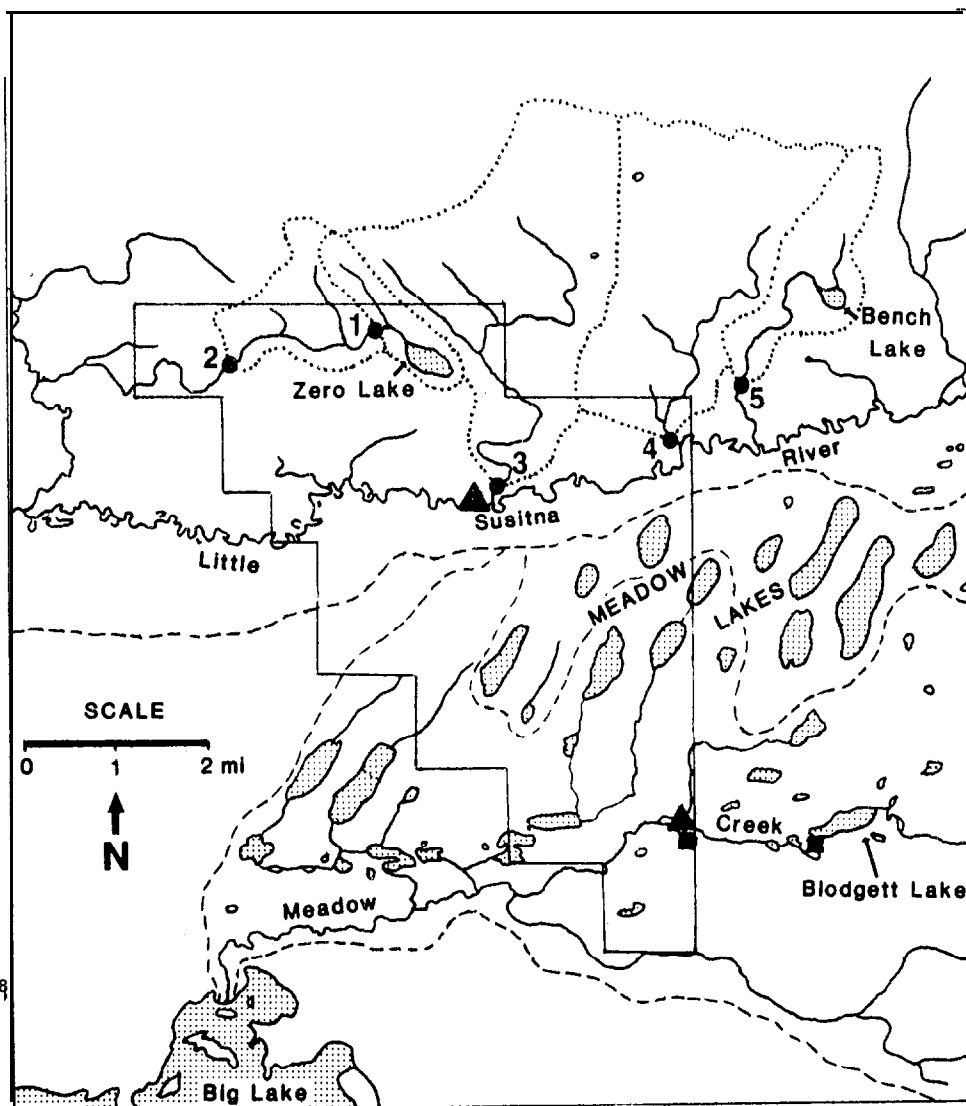 1
2
Zero Lake
Bench
Lake
5
4
3
River
Susitna
Little
MEADOW
LAKES
SCALE
0 1 2 mi
N
Creek
Blodgett Lake
Meadow
8
Big Lake